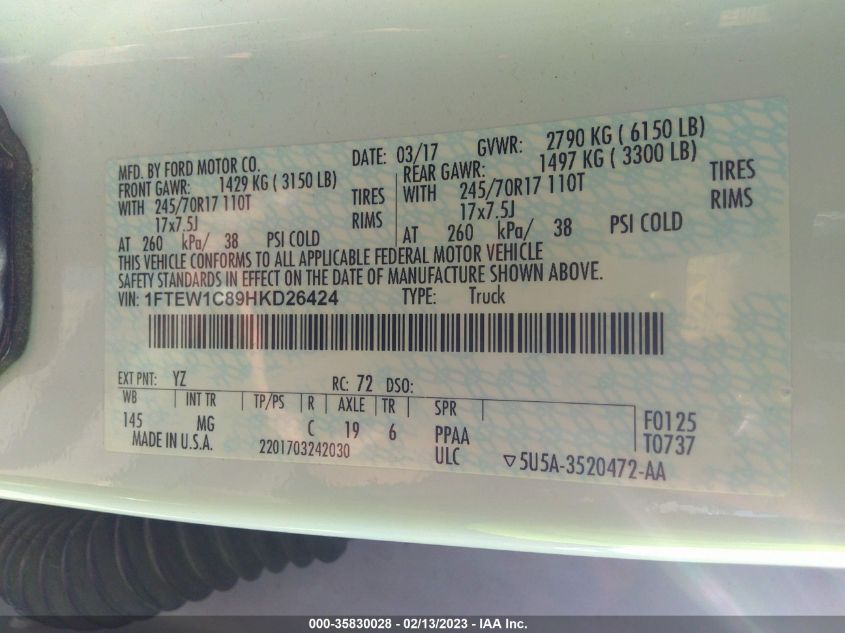 MFD. BY FORD MOTOR CO. DATE: 03/17 GVWR: 2790 KG ( 6150 LB)
FRONT GAWR: 1429 KG ( 3150 LB) REAR GAWR: 1497 KG ( 3300 LB)
WITH 245/70R17 110T TIRES WITH 245/70R17 110T TIRES
17x7.5J RIMS 17x7.5J RIMS
AT 260 kPa/ 38 PSI COLD AT 260 kPa/ 38 PSI COLD
THIS VEHICLE CONFORMS TO ALL APPLICABLE FEDERAL MOTOR VEHICLE
SAFETY STANDARDS IN EFFECT ON THE DATE OF MANUFACTURE SHOWN ABOVE.
VIN: 1FTEW1C89HKD26424 TYPE: Truck
EXT PNT: YZ RC: 72 DSO:
WB INT TR TP/PS R AXLE TR SPR
145 MG C 19 6 PPAA F0125
MADE IN U.S.A. 2201703242030 ULC T0737
▽5U5A-3520472-AA
000-35830028 - 02/13/2023 - IAA Inc.